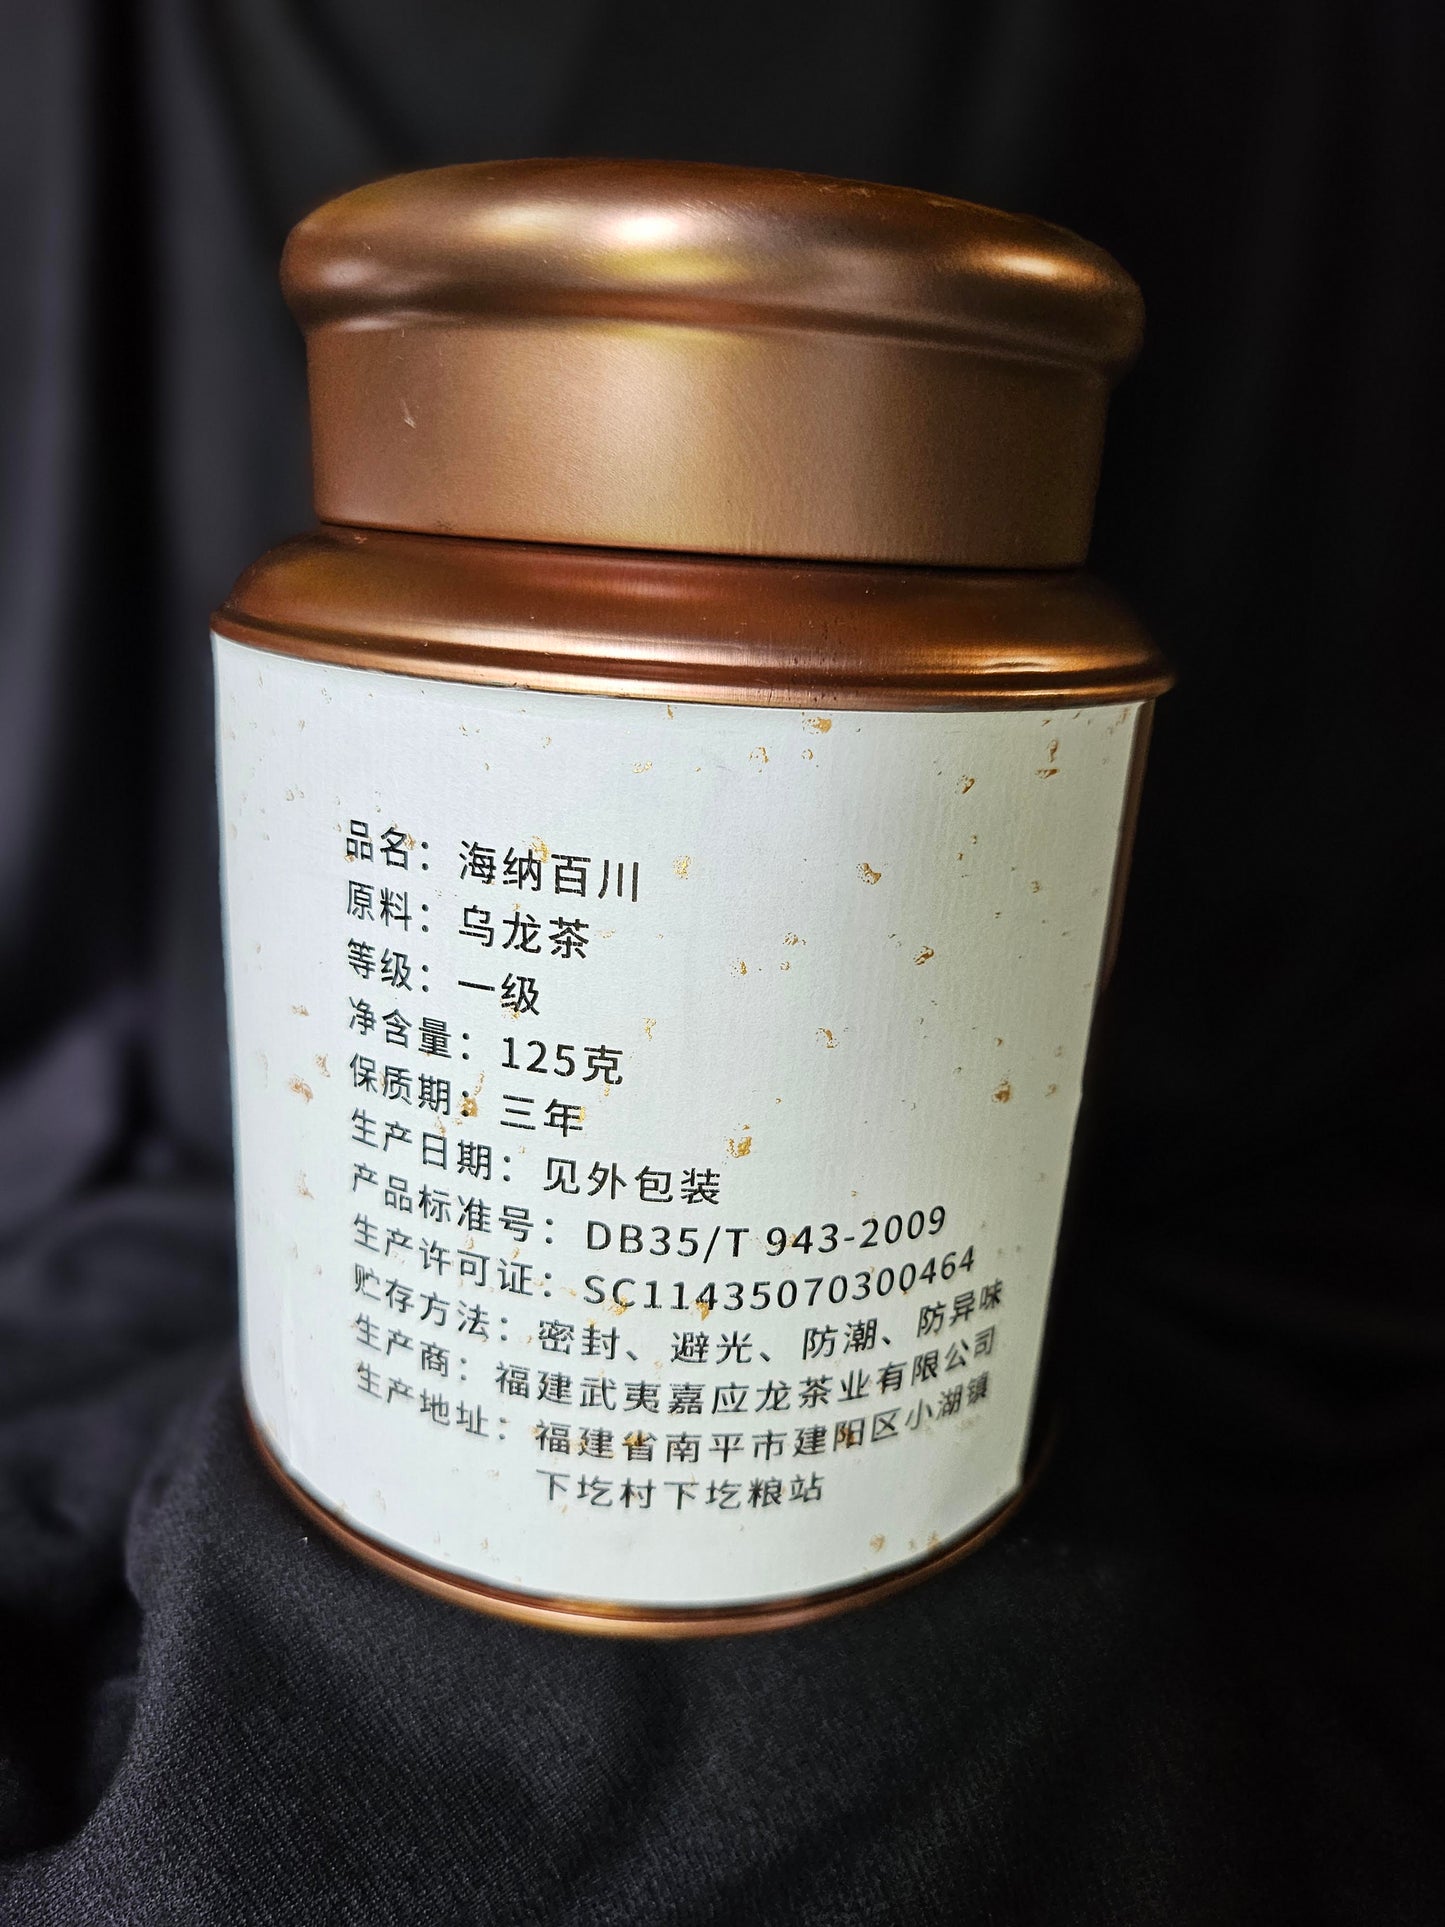 品名：海纳百川
原料：乌龙茶
等级：一级
净含量：125克
保质期：三年
生产日期：见外包装
产品标准号：DB35/T 943-2009
生产许可证：SC11435070300464
贮存方法：密封、避光、防潮、防异味
生产商：福建武夷嘉应龙茶业有限公司
生产地址：福建省南平市建阳区小湖镇
下圪村下圪粮站